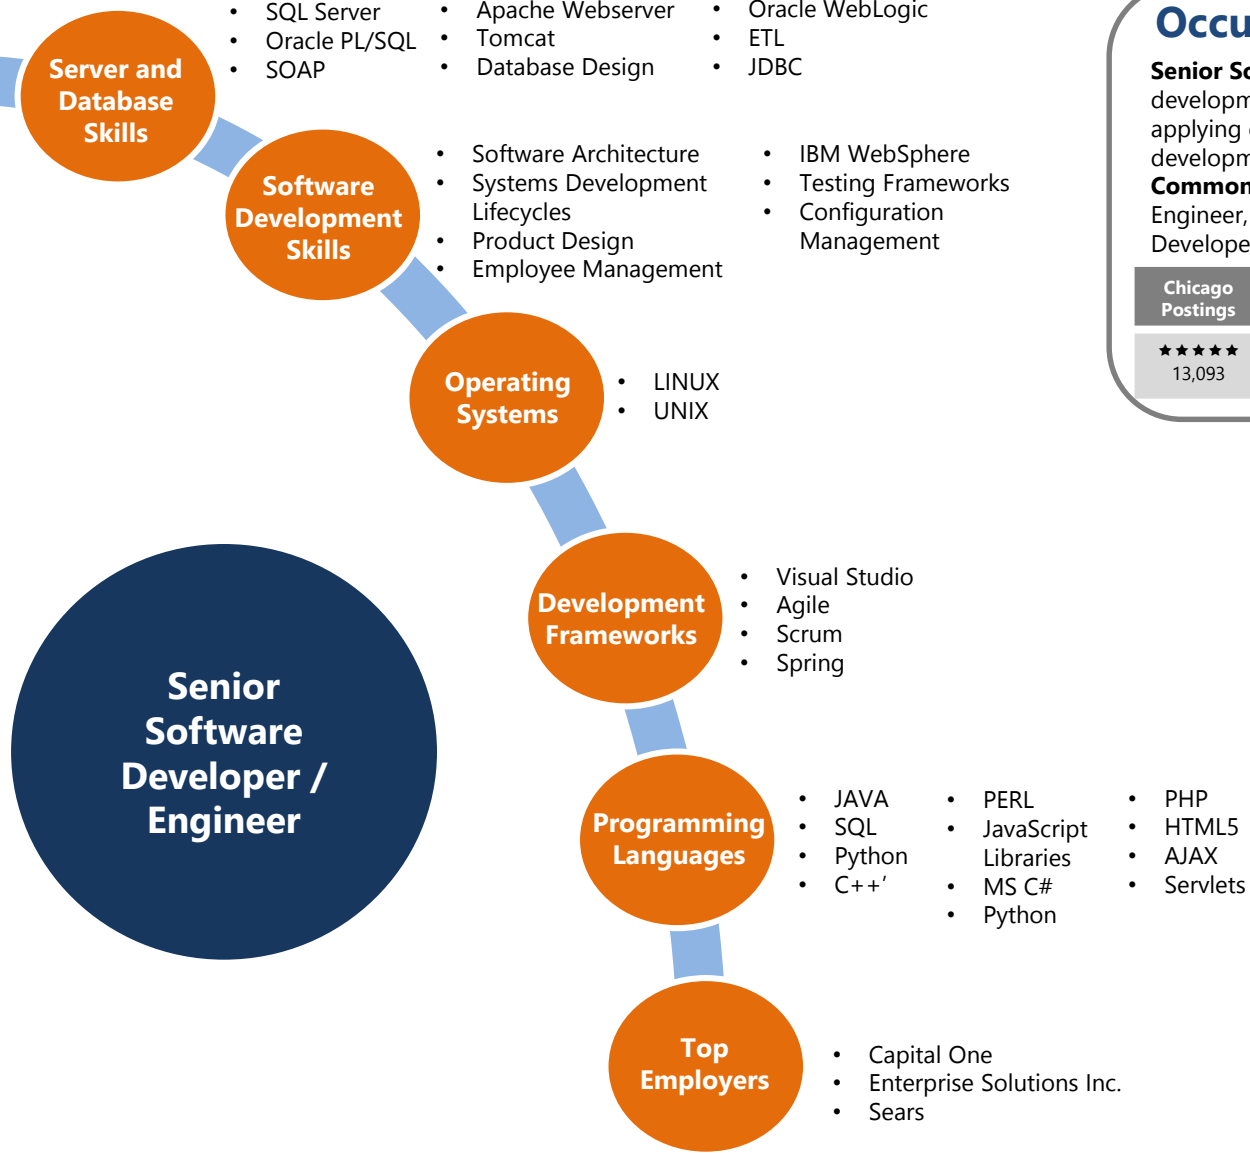 Server and
Database
Skills
• SQL Server
• Oracle PL/SQL
• SOAP
• Apache Webserver
• Tomcat
• Database Design
• Oracle WebLogic
• ETL
• JDBC
Software
Development
Skills
• Software Architecture
• Systems Development
Lifecycles
• Product Design
• Employee Management
• IBM WebSphere
• Testing Frameworks
• Configuration
Management
Operating
Systems
• LINUX
• UNIX
Development
Frameworks
• Visual Studio
• Agile
• Scrum
• Spring
Senior
Software
Developer /
Engineer
Programming
Languages
• JAVA
• SQL
• Python
• C++’
• PERL
• JavaScript
Libraries
• MS C#
• Python
• PHP
• HTML5
• AJAX
• Servlets
Top
Employers
• Capital One
• Enterprise Solutions Inc.
• Sears
Senior
applying
Engineer,
Chicago
Postings
★★★★★
13,093